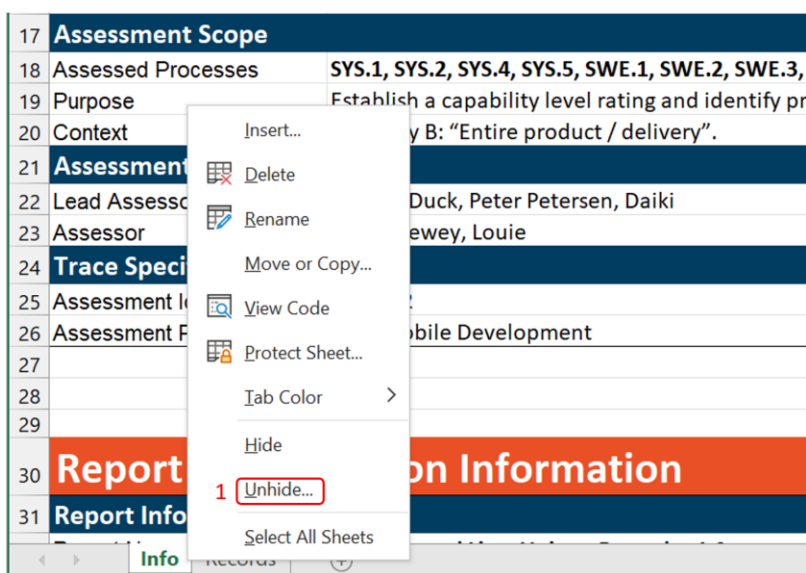 17 Assessment Scope
18 Assessed Processes SYS.1, SYS.2, SYS.4, SYS.5, SWE.1, SWE.2, SWE.3,
19 Purpose Establish a capability level rating and identify pr
20 Context y B: “Entire product / delivery”.
21 Assessment
22 Lead Assesso Duck, Peter Petersen, Daiki
23 Assessor ewey, Louie
24 Trace Speci
25 Assessment I
26 Assessment F bile Development
27
28
29
30 Report on Information
31 Report Info
Insert...
Delete
Rename
Move or Copy...
View Code
Protect Sheet...
Tab Color
Hide
1 Unhide...
Select All Sheets
Info Records